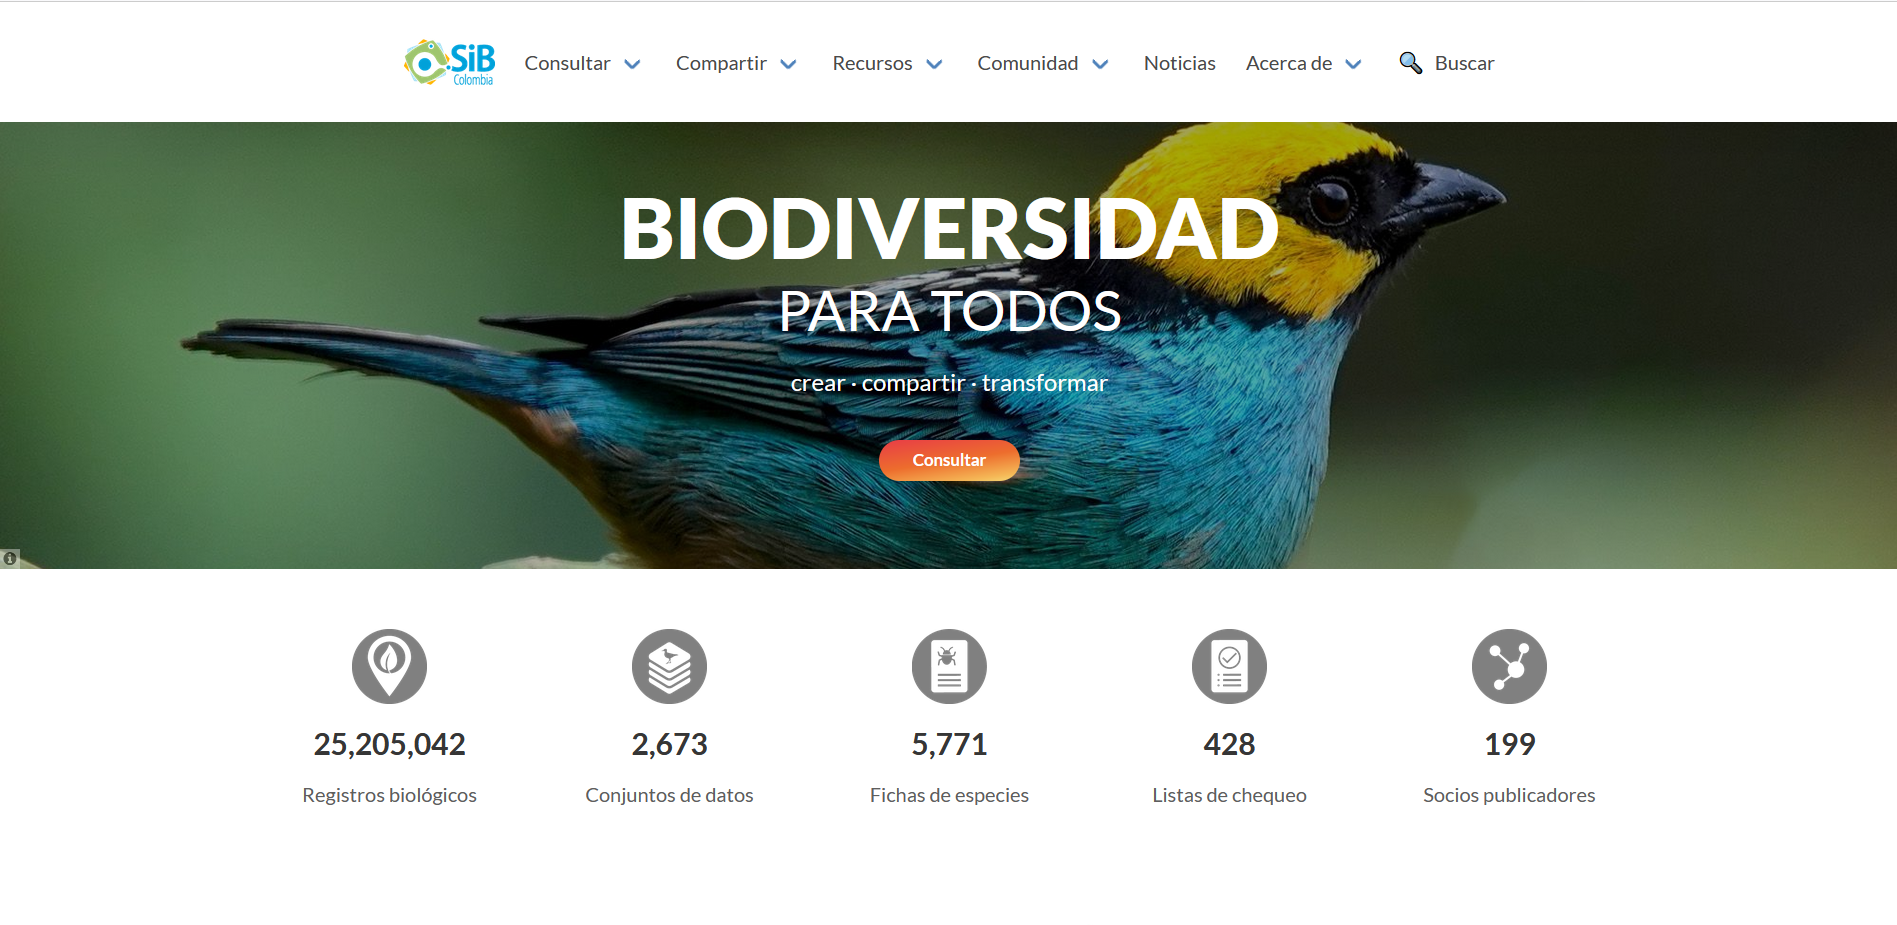 SiB
Colombia
Consultar
Compartir
Recursos
Comunidad
Noticias
Acerca de
Buscar
BIODIVERSIDAD
PARA TODOS
crear · compartir · transformar
Consultar
25,205,042
Registros biológicos
2,673
Conjuntos de datos
5,771
Fichas de especies
428
Listas de chequeo
199
Socios publicadores